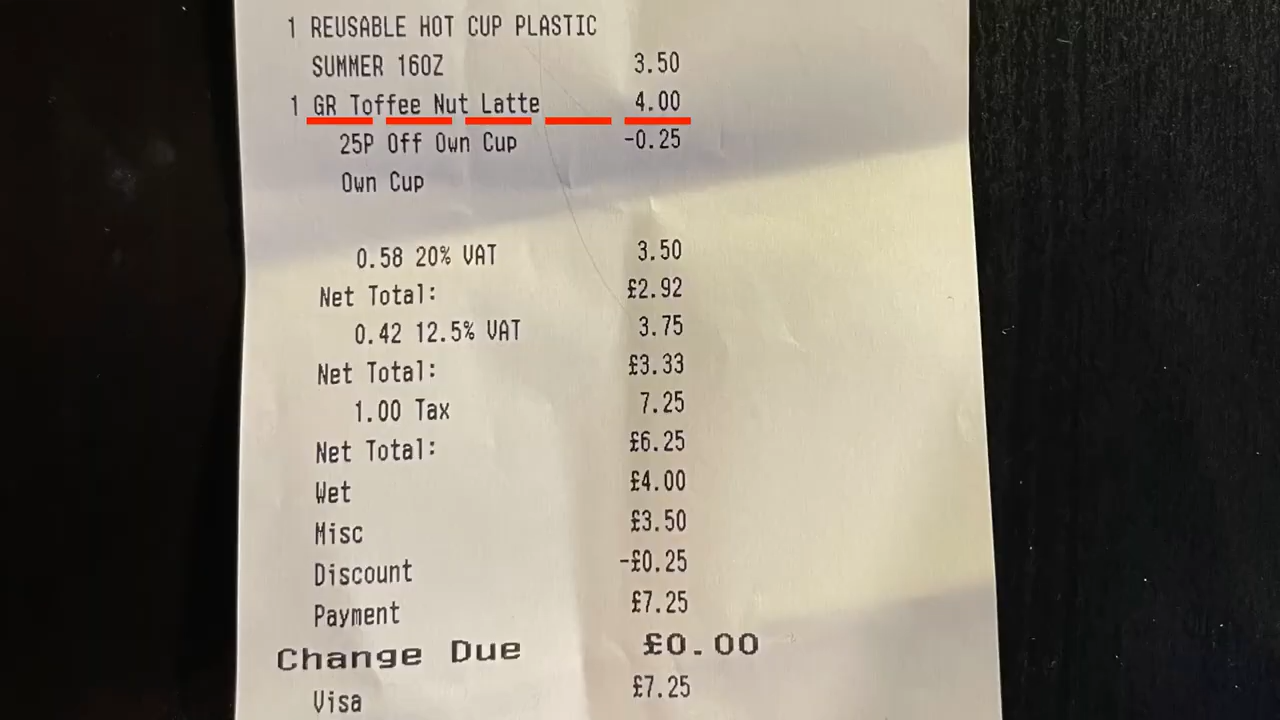 1 REUSABLE HOT CUP PLASTIC
SUMMER 16OZ 3.50
1 GR Toffee Nut Latte 4.00
25P Off Own Cup -0.25
Own Cup
0.58 20% VAT 3.50
Net Total: £2.92
0.42 12.5% VAT 3.75
Net Total: £3.33
1.00 Tax 7.25
Net Total: £6.25
Wet £4.00
Misc £3.50
Discount -£0.25
Payment £7.25
Change Due £0.00
Visa £7.25